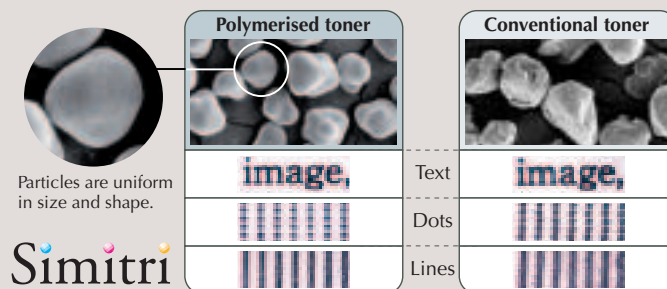 Polymerised toner
Conventional toner
Particles are uniform
in size and shape.
image,
Text
image,
Dots
Lines
Simitri